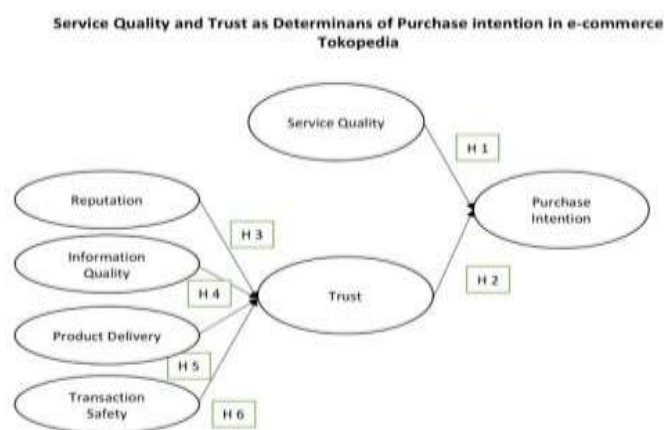 Service Quality and Trust as Determinans of Purchase intention in e-commerce
Tokopedia
Service Quality
H 1
Reputation
Purchase
Intention
H 3
Information
Quality
H 4
Trust
H 2
Product Delivery
H 5
Transaction
Safety
H 6